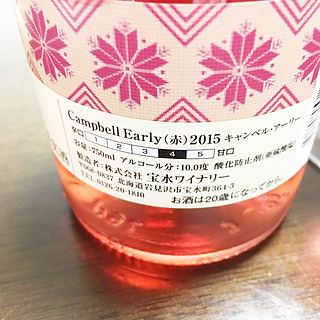 Campbell Early（赤）2015 キャンベル・アーリー
辛口 1 2 3 4 5 甘口
容量：750ml アルコール分：10.0度 酸化防止剤(亜硫酸塩)
製造者：株式会社 宝水ワイナリー
〒068-0837 北海道岩見沢市宝水町364-3
TEL.0126-20-1810
お酒は20歳になってから。